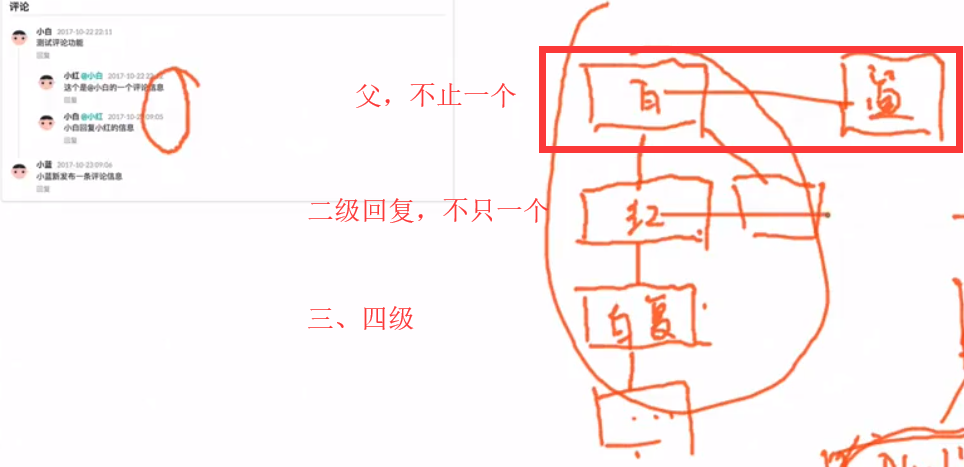 评论
小白 2017-10-22 22:11
测试评论功能
回复
小红 @小白 2017-10-22 22:
这个是@小白的一个评论信息
回复
小白 @小红 2017-10-2 09:05
小白回复小红的信息
回复
小蓝 2017-10-23 09:06
小蓝新发布一条评论信息
回复
父，不止一个
白
蓝
二级回复，不只一个
红
三、四级
白复